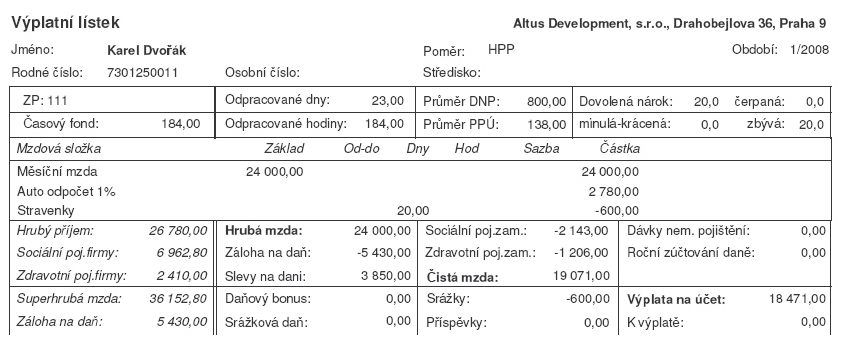 Výplatní lístek Altus Development, s.r.o., Drahobejlova 36, Praha 9
Jméno: Karel Dvořák Poměr: HPP Období: 1/2008
Rodné číslo: 7301250011 Osobní číslo: Středisko:
ZP: 111 Odpracované dny: 23,00 Průměr DNP: 800,00 Dovolená nárok: 20,0 čerpaná: 0,0
Časový fond: 184,00 Odpracované hodiny: 184,00 Průměr PPÚ: 138,00 minulá-krácená: 0,0 zbývá: 20,0
Mzdová složka Základ Od-do Dny Hod Sazba Částka
Měsíční mzda 24 000,00 24 000,00
Auto odpočet 1% 2 780,00
Stravenky 20,00 -600,00
Hrubý příjem: 26 780,00 Hrubá mzda: 24 000,00 Sociální poj.zam.: -2 143,00 Dávky nem. pojištění: 0,00
Sociální poj.firmy: 6 962,80 Záloha na daň: -5 430,00 Zdravotní poj.zam.: -1 206,00 Roční zúčtování daně: 0,00
Zdravotní poj.firmy: 2 410,00 Slevy na dani: 3 850,00 Čistá mzda: 19 071,00
Superhrubá mzda: 36 152,80 Daňový bonus: 0,00 Srážky: -600,00 Výplata na účet: 18 471,00
Záloha na daň: 5 430,00 Srážková daň: 0,00 Příspěvky: 0,00 K výplatě: 0,00